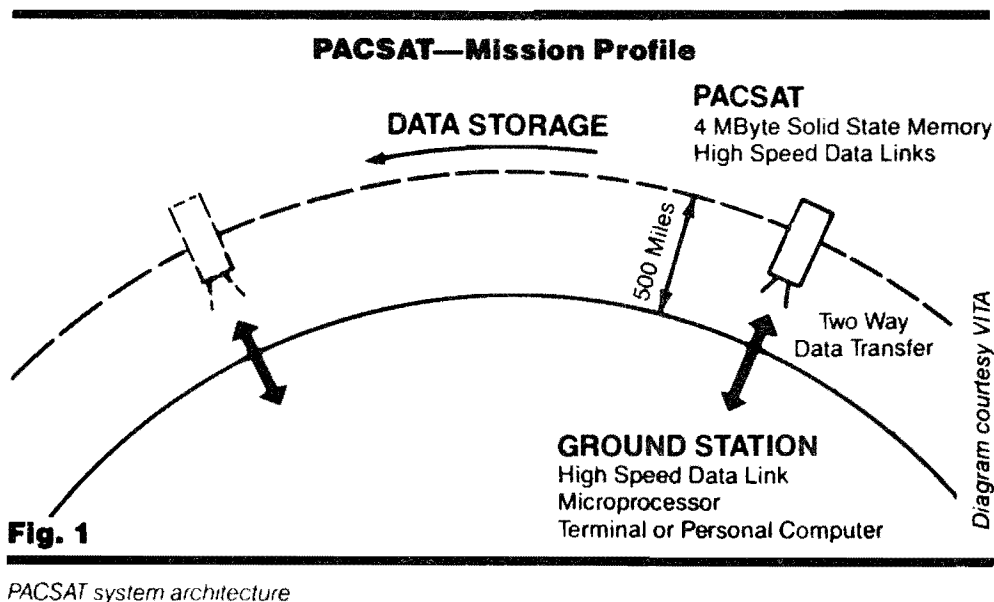 PACSAT—Mission Profile
PACSAT
4 MByte Solid State Memory
High Speed Data Links
DATA STORAGE
500 Miles
Two Way
Data Transfer
GROUND STATION
High Speed Data Link
Microprocessor
Terminal or Personal Computer
Diagram courtesy VITA
Fig. 1
PACSAT system architecture